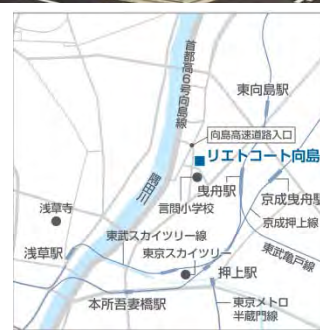 首都高6号向島線
東向島駅
向島高速道路入口
リエトコート向島
隅田川
言問小学校
曳舟駅
京成曳舟駅
浅草寺
京成押上線
東武スカイツリー線
東武亀戸線
浅草駅
東京スカイツリー
押上駅
本所吾妻橋駅
東京メトロ
半蔵門線